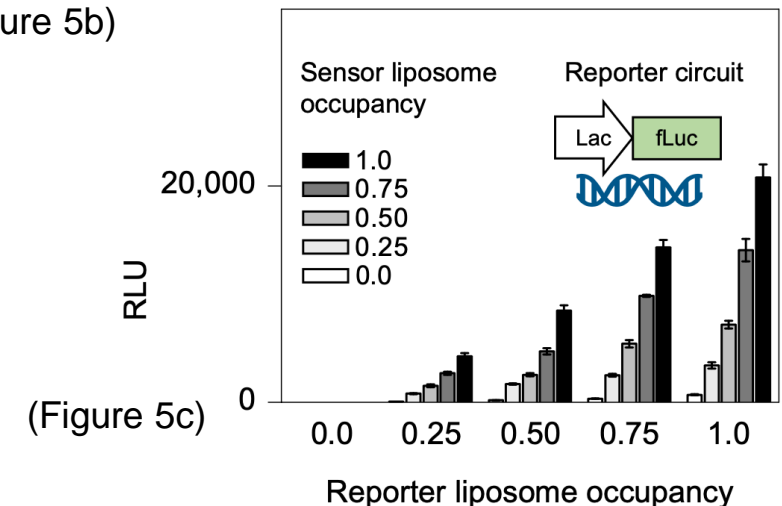 ure 5b)
Sensor liposome
occupancy
1.0
0.75
0.50
0.25
0.0
Reporter circuit
Lac
fLuc
20,000
0
RLU
(Figure 5c)
0.0
0.25
0.50
0.75
1.0
Reporter liposome occupancy